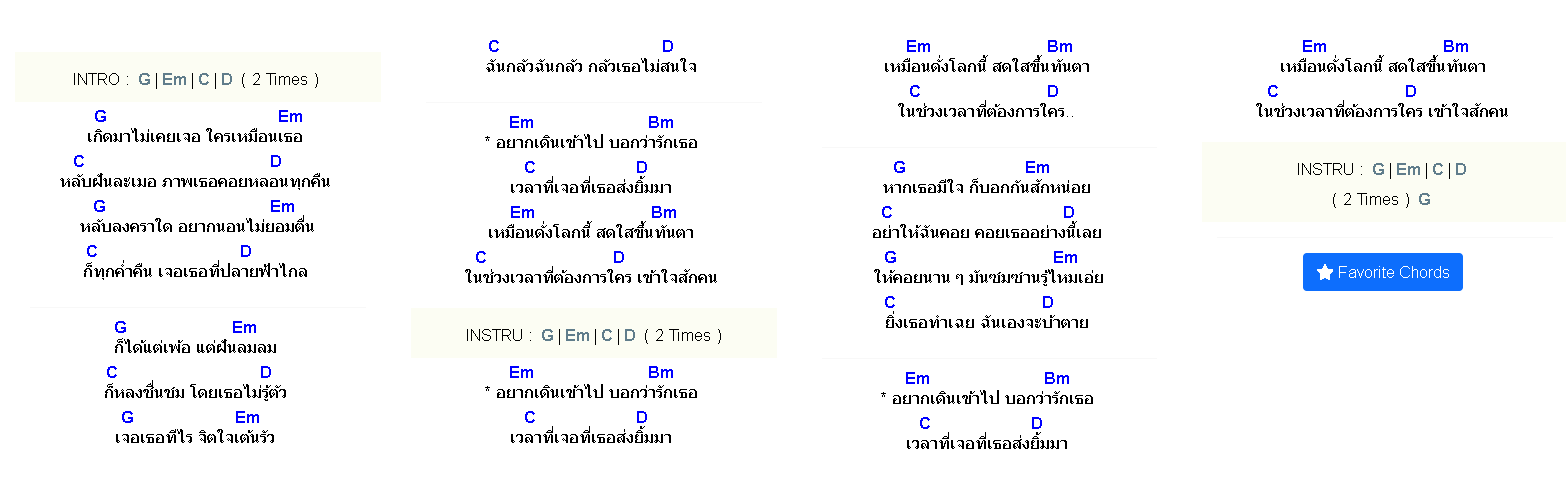 INTRO : G | Em | C | D ( 2 Times )
G Em
เกิดมาไม่เคยเจอ ใครเหมือนเธอ
C D
หลับฝันละเมอ ภาพเธอคอยหลอนทุกคืน
G Em
หลับลงคราใด อยากนอนไม่ยอมตื่น
C D
ก็ทุกค่ำคืน เจอเธอที่ปลายฟ้าไกล
G Em
ก็ได้แต่เพ้อ แต่ฝันลมลม
C D
ก็หลงชื่นชม โดยเธอไม่รู้ตัว
G Em
เจอเธอทีไร จิตใจเต้นรัว
C D
ฉันกลัวฉันกลัว กลัวเธอไม่สนใจ
Em Bm
* อยากเดินเข้าไป บอกว่ารักเธอ
C D
เวลาที่เจอที่เธอส่งยิ้มมา
Em Bm
เหมือนดั่งโลกนี้ สดใสขึ้นทันตา
C D
ในช่วงเวลาที่ต้องการใคร เข้าใจสักคน
INSTRU : G | Em | C | D ( 2 Times )
Em Bm
* อยากเดินเข้าไป บอกว่ารักเธอ
C D
เวลาที่เจอที่เธอส่งยิ้มมา
Em Bm
เหมือนดั่งโลกนี้ สดใสขึ้นทันตา
C D
ในช่วงเวลาที่ต้องการใคร..
G Em
หากเธอมีใจ ก็บอกกันสักหน่อย
C D
อย่าให้ฉันคอย คอยเธออย่างนี้เลย
G Em
ให้คอยนาน ๆ มันซมซานรู้ไหมเอ่ย
C D
ยิ่งเธอทำเฉย ฉันเองจะบ้าตาย
Em Bm
* อยากเดินเข้าไป บอกว่ารักเธอ
C D
เวลาที่เจอที่เธอส่งยิ้มมา
Em Bm
เหมือนดั่งโลกนี้ สดใสขึ้นทันตา
C D
ในช่วงเวลาที่ต้องการใคร เข้าใจสักคน
INSTRU : G | Em | C | D
( 2 Times ) G
Favorite Chords